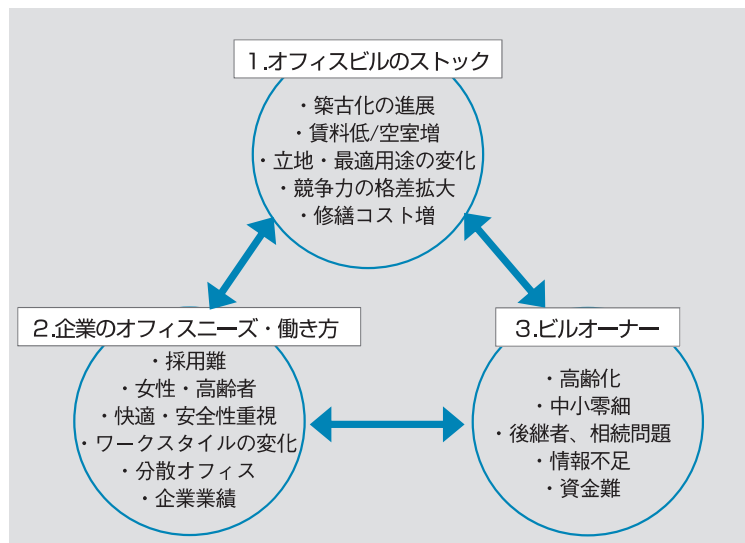 1.オフィスビルのストック
・築古化の進展
・賃料低/空室増
・立地・最適用途の変化
・競争力の格差拡大
・修繕コスト増
2.企業のオフィスニーズ・働き方
・採用難
・女性・高齢者
・快適・安全性重視
・ワークスタイルの変化
・分散オフィス
・企業業績
3.ビルオーナー
・高齢化
・中小零細
・後継者、相続問題
・情報不足
・資金難